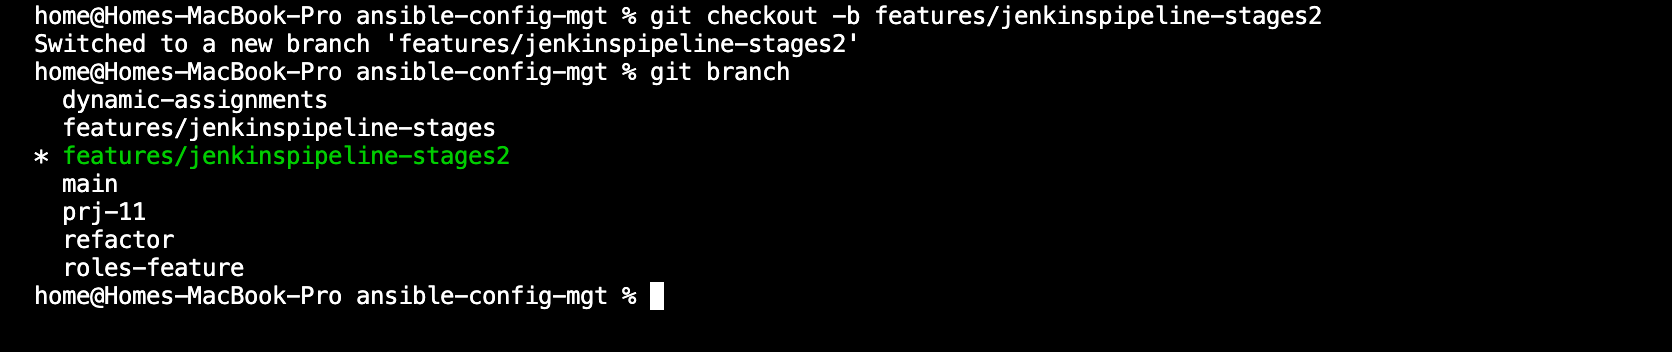 home@Homes-MacBook-Pro ansible-config-mgt % git checkout -b features/jenkinspipeline-stages2
Switched to a new branch 'features/jenkinspipeline-stages2'
home@Homes-MacBook-Pro ansible-config-mgt % git branch
  dynamic-assignments
  features/jenkinspipeline-stages
* features/jenkinspipeline-stages2
  main
  prj-11
  refactor
  roles-feature
home@Homes-MacBook-Pro ansible-config-mgt %